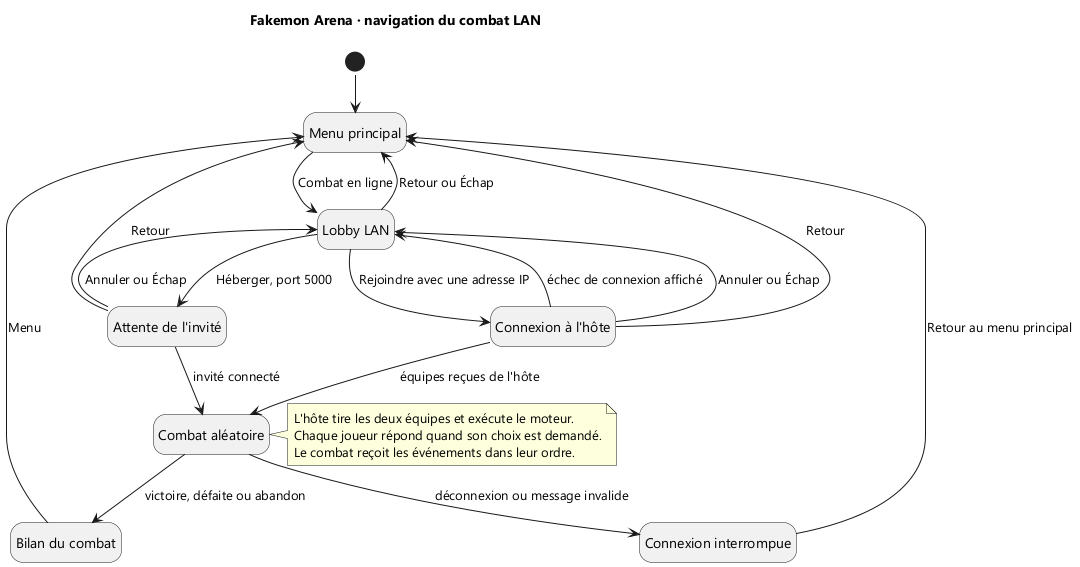 Fakemon Arena · navigation du combat LAN
Menu principal
Combat en ligne
Retour ou Échap
Retour
Lobby LAN
Retour
Annuler ou Échap
Héberger, port 5000
Rejoindre avec une adresse IP
échec de connexion affiché
Annuler ou Échap
Menu
Attente de l'invité
Connexion à l'hôte
Retour au menu principal
invité connecté
équipes reçues de l'hôte
Combat aléatoire
L'hôte tire les deux équipes et exécute le moteur.
Chaque joueur répond quand son choix est demandé.
Le combat reçoit les événements dans leur ordre.
victoire, défaite ou abandon
déconnexion ou message invalide
Bilan du combat
Connexion interrompue